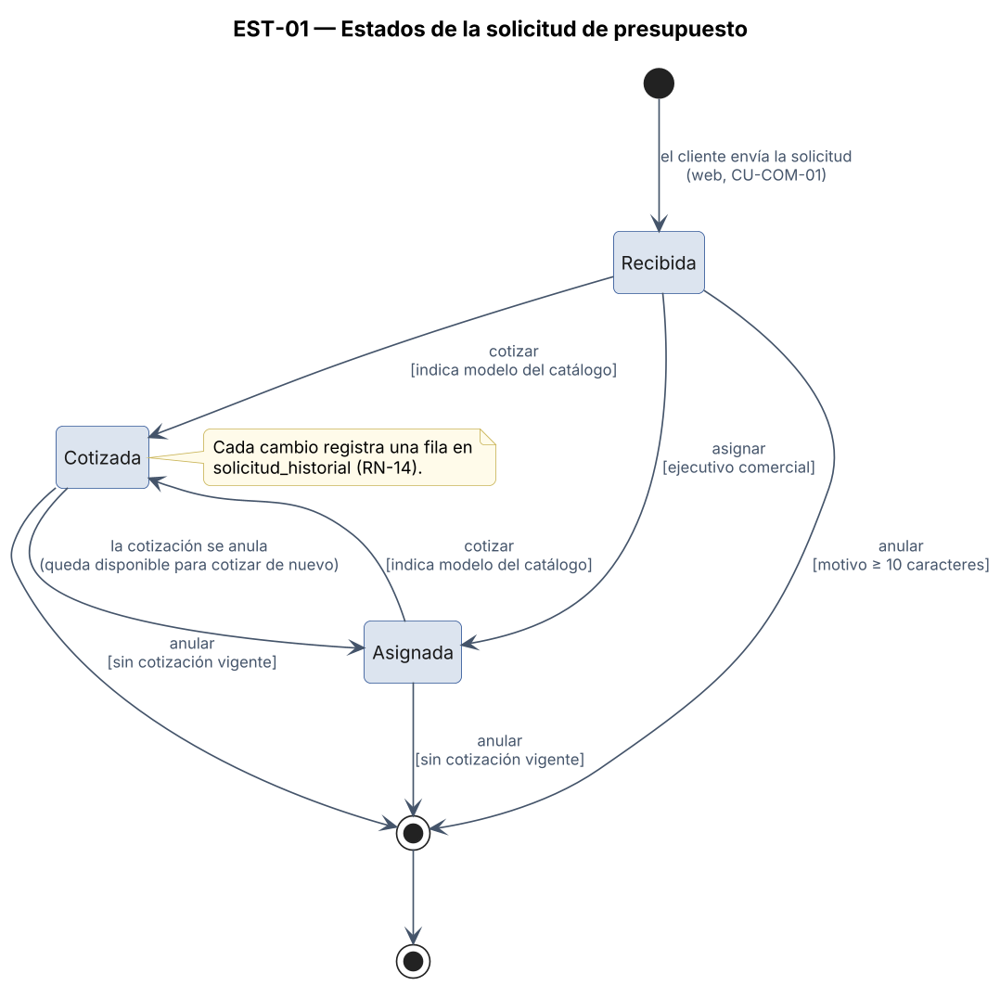 EST-01 — Estados de la solicitud de presupuesto
el cliente envía la solicitud
(web, CU-COM-01)
Recibida
cotizar
[indica modelo del catálogo]
asignar
[ejecutivo comercial]
Cotizada
Cada cambio registra una fila en
solicitud_historial (RN-14).
la cotización se anula
(queda disponible para cotizar de nuevo)
cotizar
[indica modelo del catálogo]
anular
[motivo ≥ 10 caracteres]
anular
[sin cotización vigente]
Asignada
anular
[sin cotización vigente]